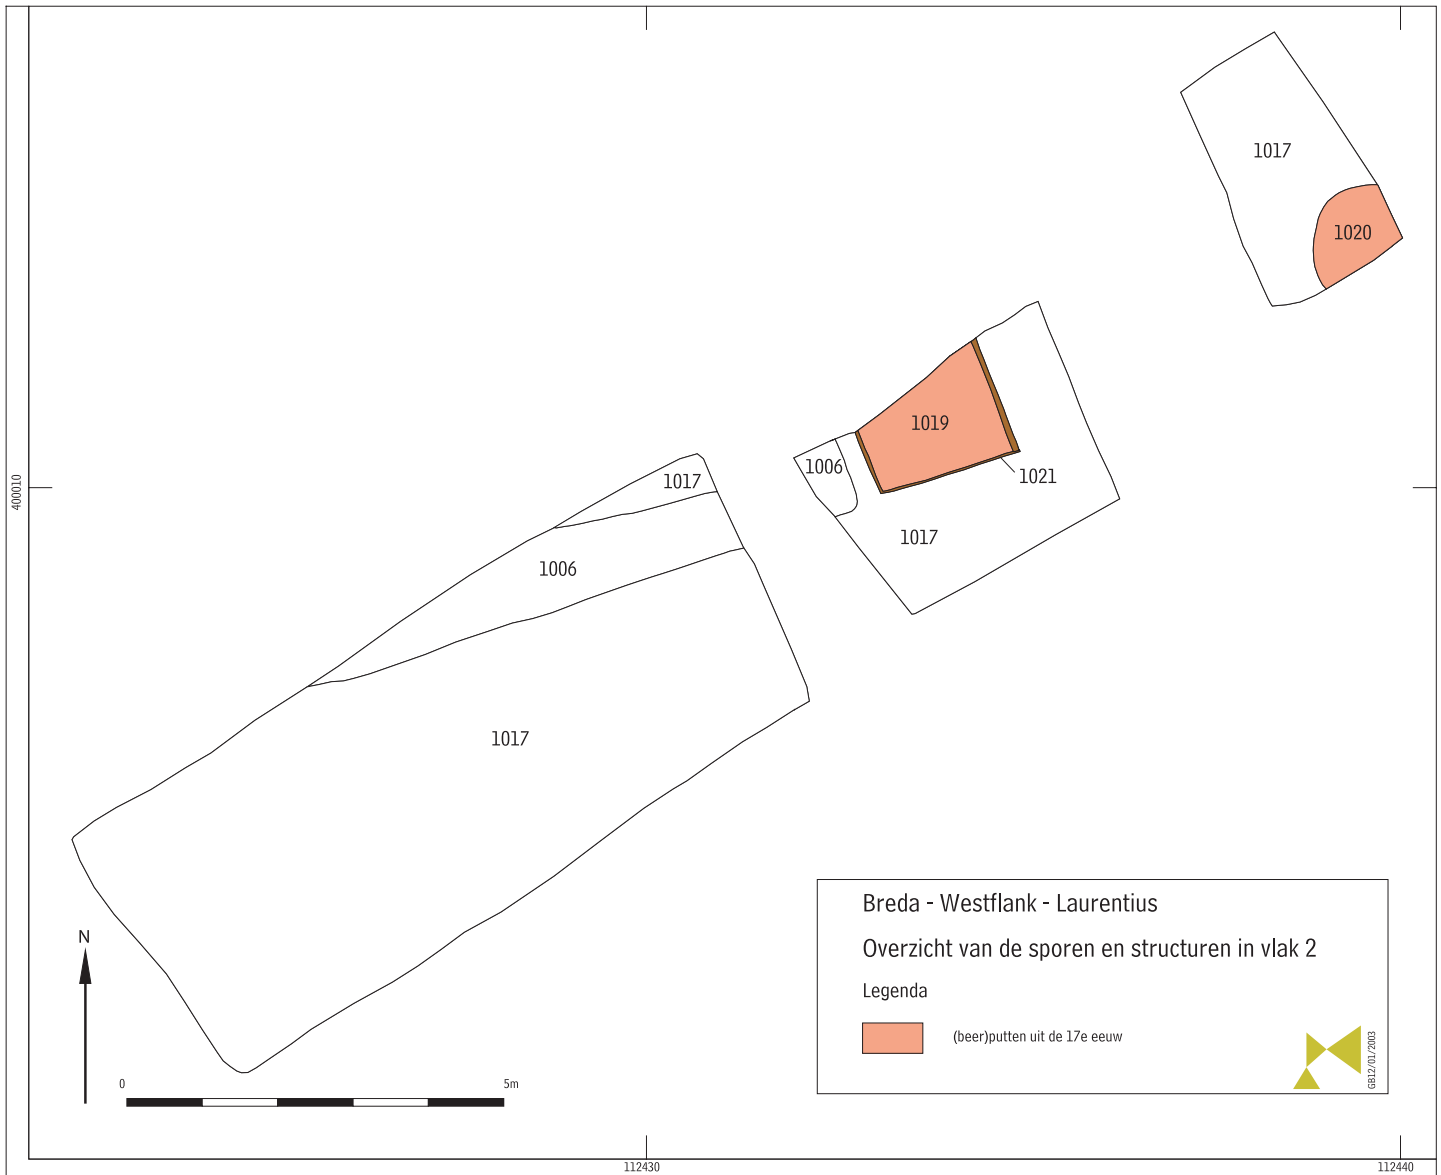 1017
1020
1019
1006
1021
1017
1017
1006
1017
400010
N
0 5m
Breda - Westflank - Laurentius
Overzicht van de sporen en structuren in vlak 2
Legenda
(beer)putten uit de 17e eeuw
GB12/01/2003
112430
112440